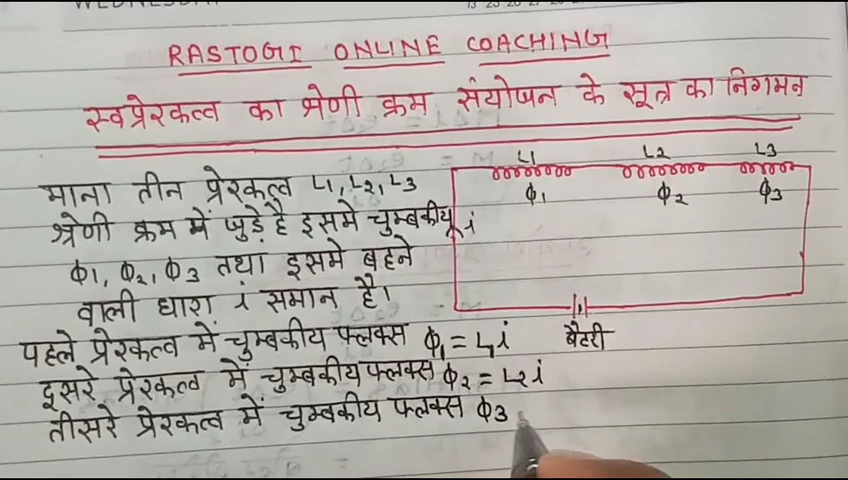 RASTOGI ONLINE COACHING
स्वप्रेरकत्व का श्रेणी क्रम संयोजन के सूत्र का निगमन
L1 L2 L3
ϕ1 ϕ2 ϕ3
i
बैटरी
माना तीन प्रेरकत्व L1, L2, L3
श्रेणी क्रम में जुड़े है इसमे चुम्बकीय
ϕ1, ϕ2, ϕ3 तथा इसमे बहने
वाली धारा i समान है।
पहले प्रेरकत्व में चुम्बकीय फ्लक्स ϕ1 = L1i
दूसरे प्रेरकत्व में चुम्बकीय फ्लक्स ϕ2 = L2i
तीसरे प्रेरकत्व में चुम्बकीय फ्लक्स ϕ3